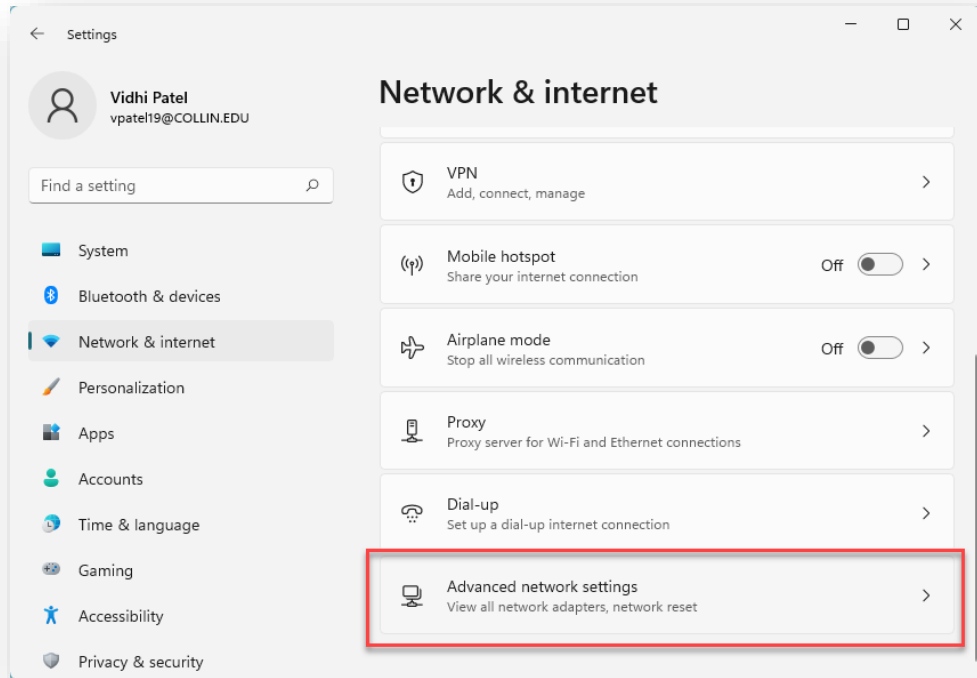 Settings
Vidhi Patel
vpatel19@COLLIN.EDU
Find a setting
System
Bluetooth & devices
Network & internet
Personalization
Apps
Accounts
Time & language
Gaming
Accessibility
Privacy & security
Network & internet
VPN
Add, connect, manage
Mobile hotspot
Share your internet connection
Off
Airplane mode
Stop all wireless communication
Off
Proxy
Proxy server for Wi-Fi and Ethernet connections
Dial-up
Set up a dial-up internet connection
Advanced network settings
View all network adapters, network reset